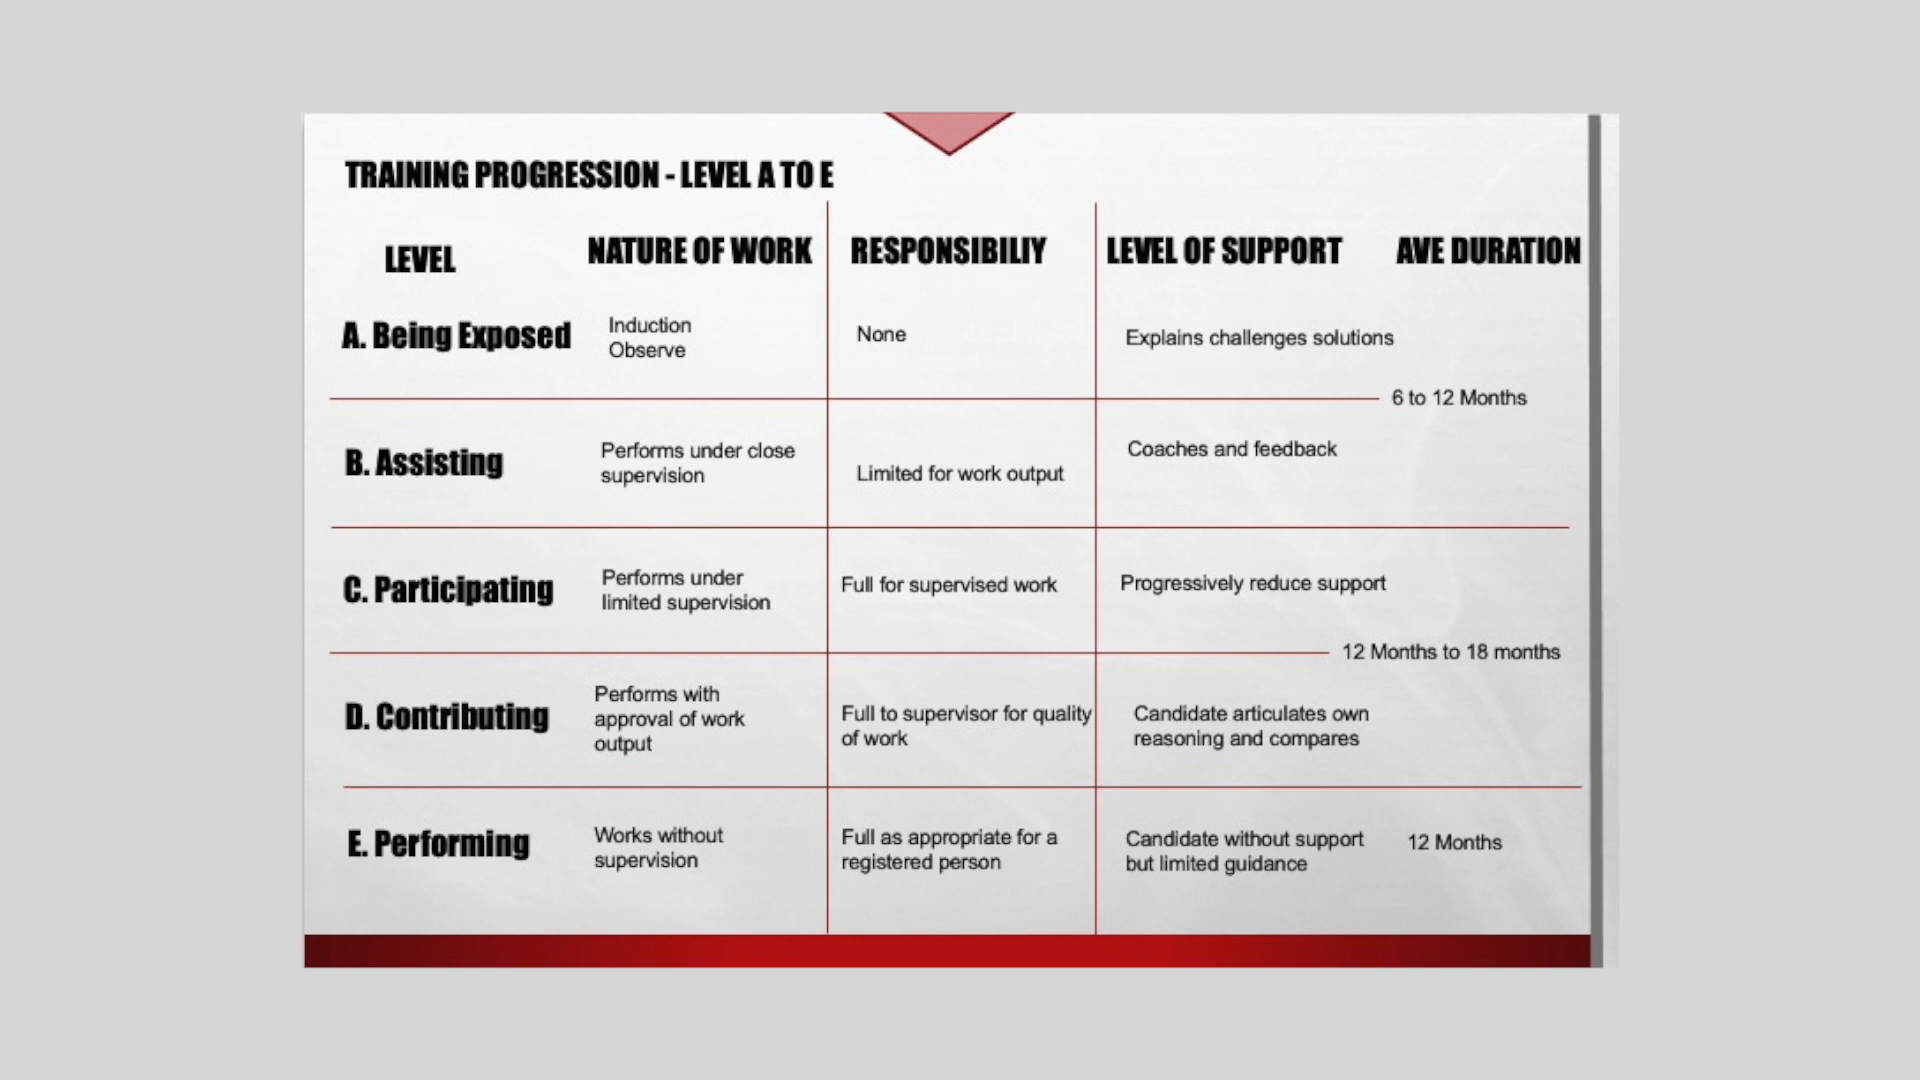 TRAINING PROGRESSION - LEVEL A TO E
LEVEL
NATURE OF WORK
RESPONSIBILIY
LEVEL OF SUPPORT
AVE DURATION
A. Being Exposed
Induction
Observe
None
Explains challenges solutions
6 to 12 Months
B. Assisting
Performs under close
supervision
Limited for work output
Coaches and feedback
C. Participating
Performs under
limited supervision
Full for supervised work
Progressively reduce support
12 Months to 18 months
D. Contributing
Performs with
approval of work
output
Full to supervisor for quality
of work
Candidate articulates own
reasoning and compares
E. Performing
Works without
supervision
Full as appropriate for a
registered person
Candidate without support
but limited guidance
12 Months